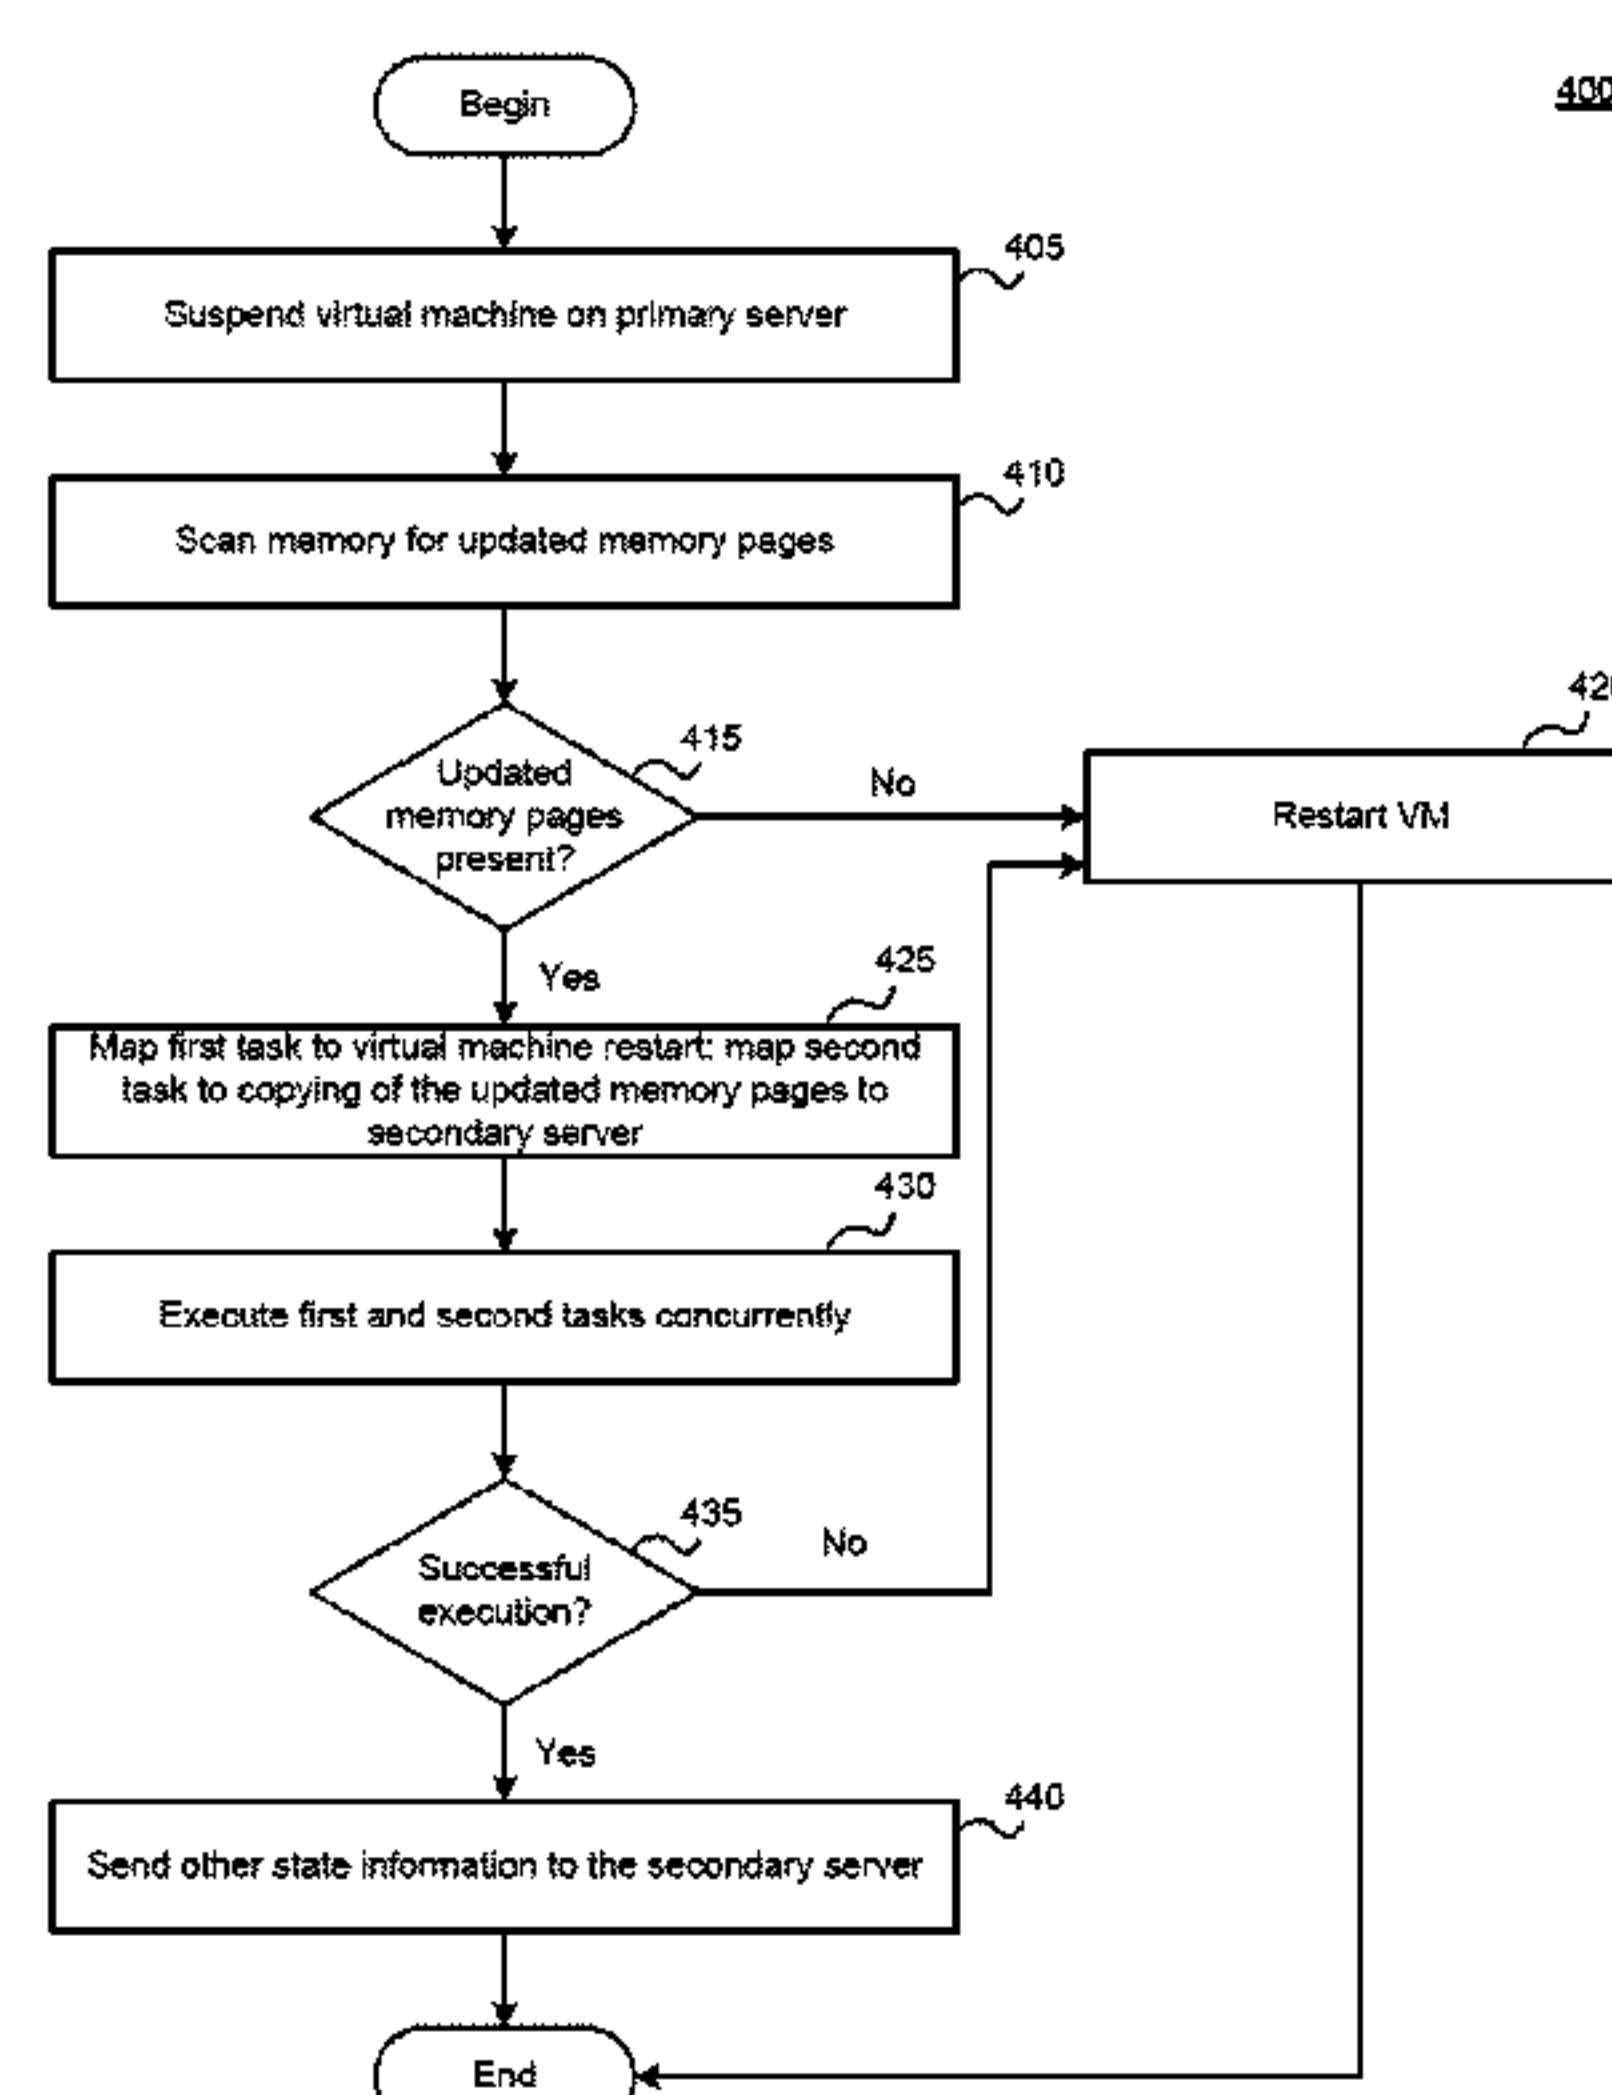 Begin
400
405
Suspend virtual machine on primary server
410
Scan memory for updated memory pages
415
Updated
memory pages
present?
No
Restart VM
Yes
425
Map first task to virtual machine restart: map second
task to copying of the updated memory pages to
secondary server
430
Execute first and second tasks concurrently
435
Successful
execution?
No
Yes
440
Send other state information to the secondary server
End